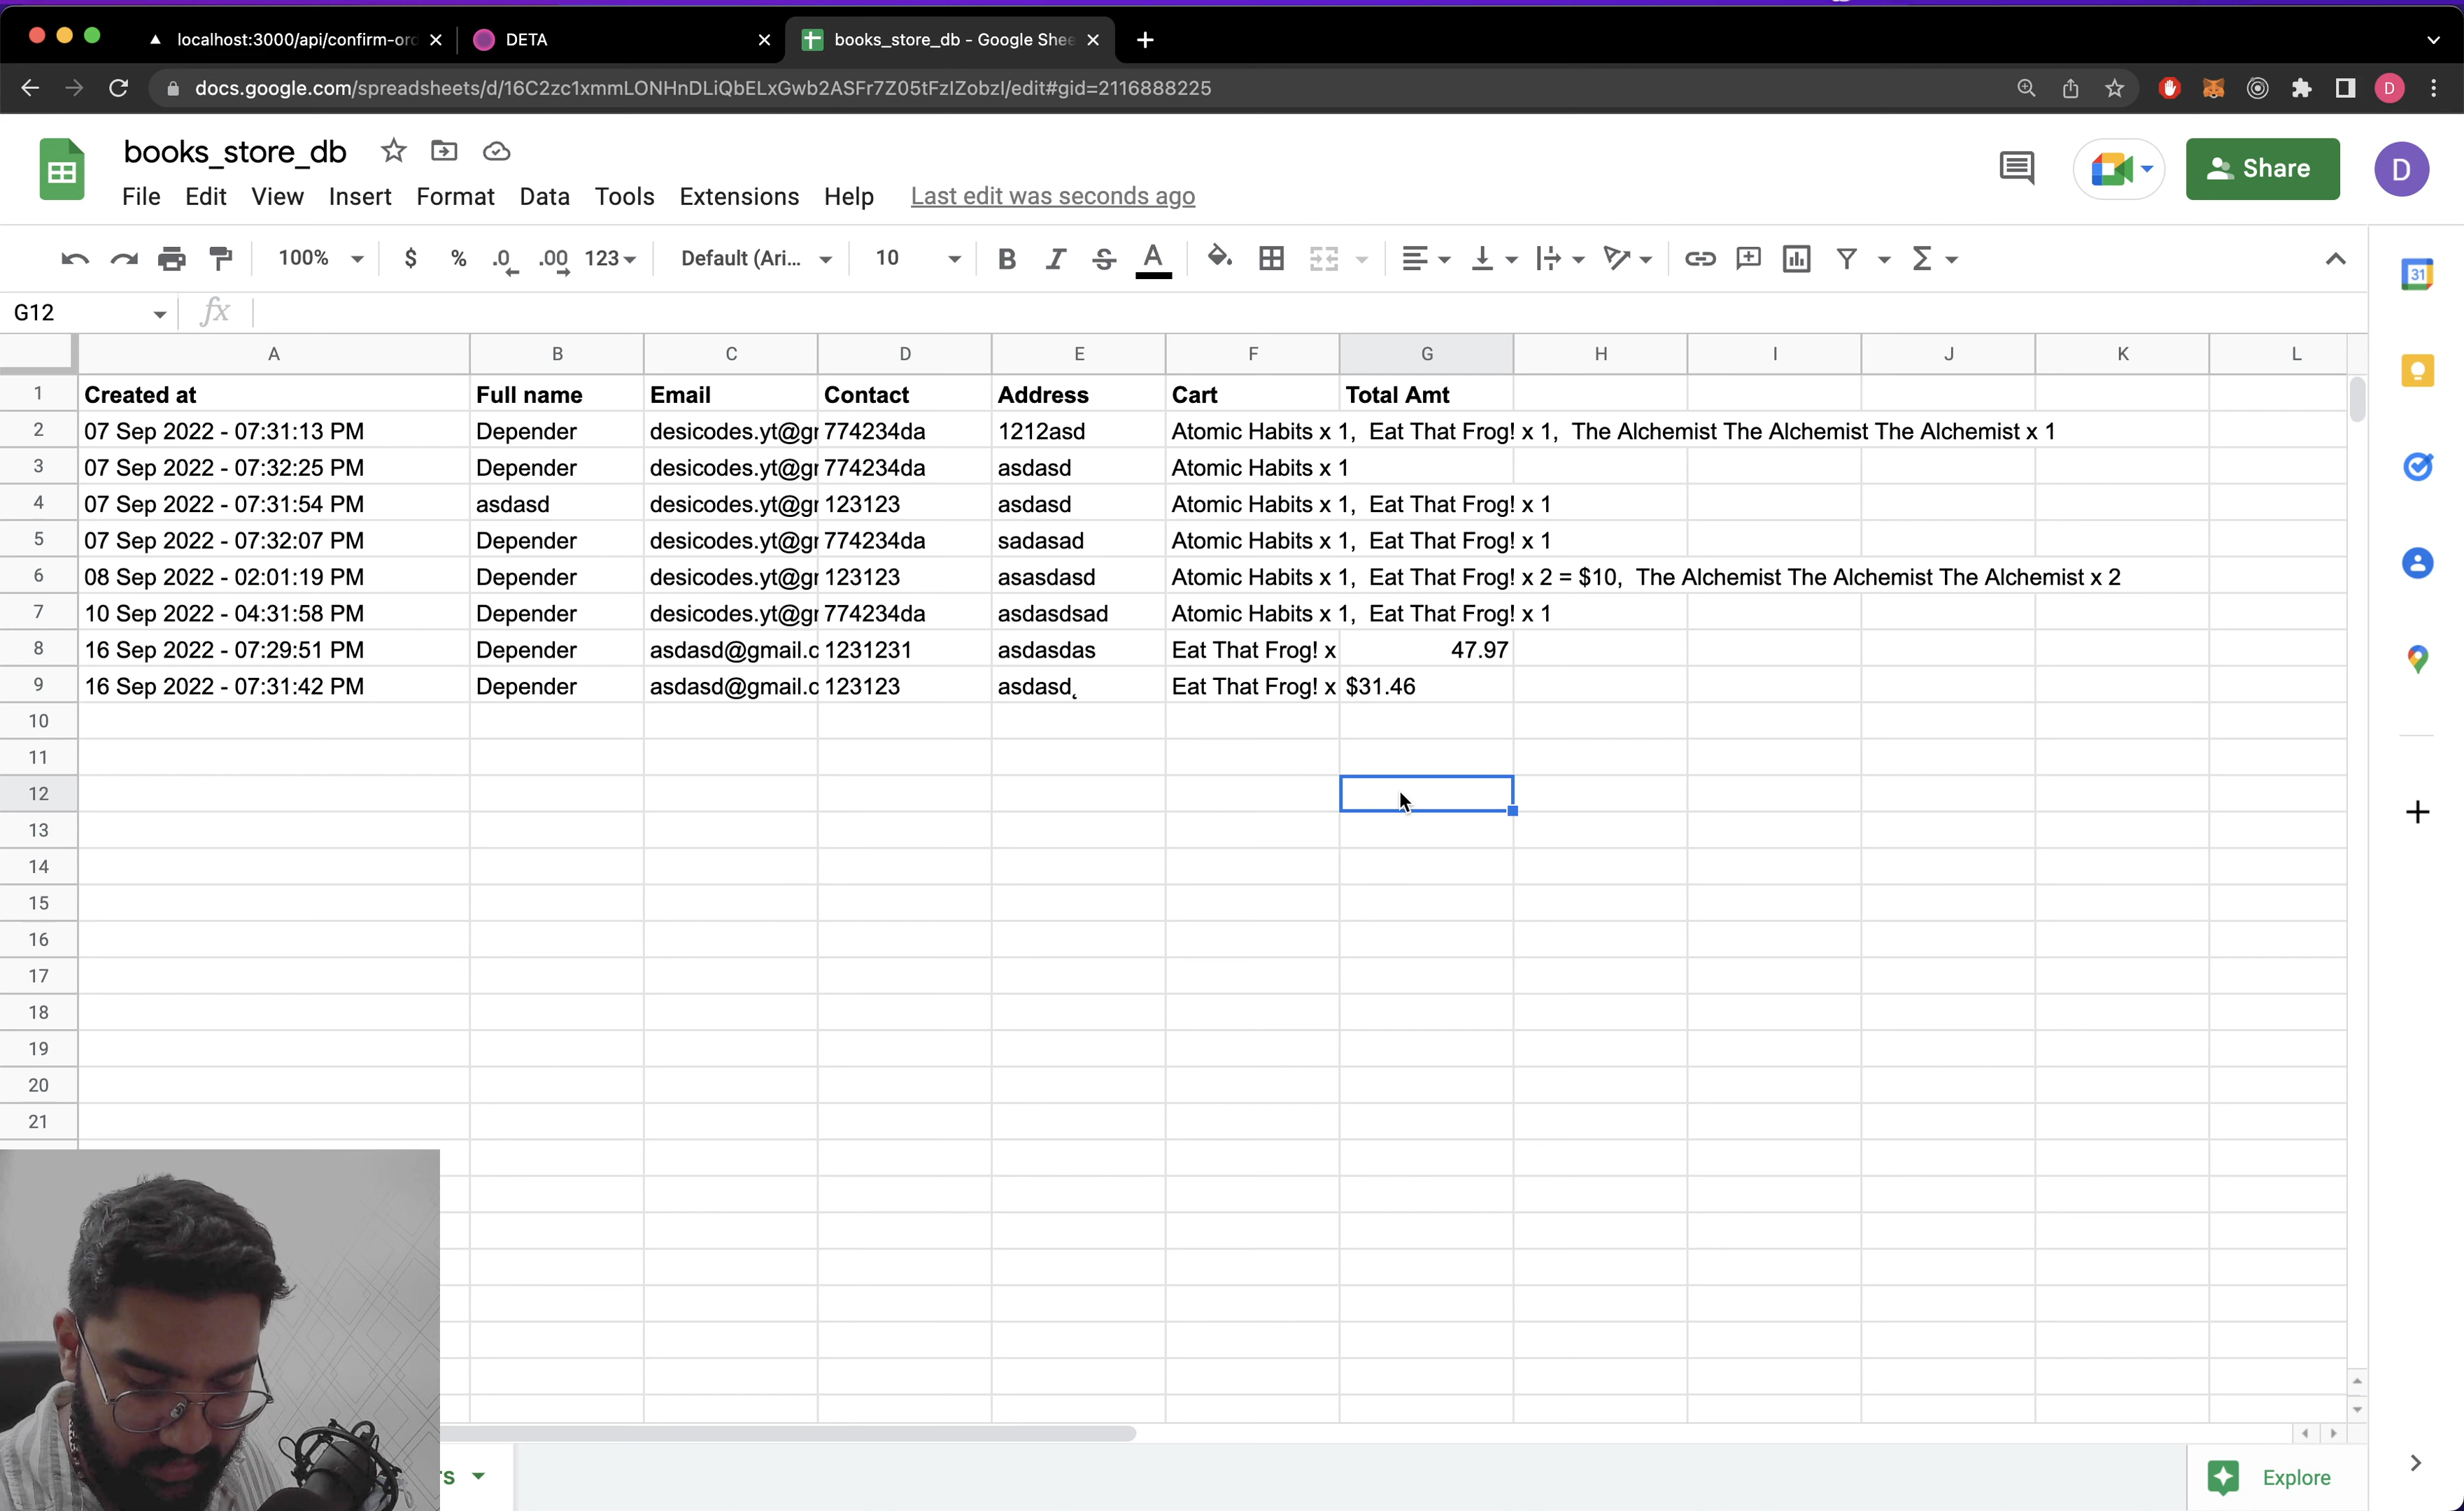 localhost:3000/api/confirm-ord
DETA
books_store_db - Google Shee
docs.google.com/spreadsheets/d/16C2zc1xmmLONHnDLiQbELxGwb2ASFr7Z05tFzIZobzI/edit#gid=2116888225
D
books_store_db
File Edit View Insert Format Data Tools Extensions Help Last edit was seconds ago
Share
D
100% $ % .0 .00 123 Default (Ari... 10 B I S A
31
G12 fx
A B C D E F G H I J K L
1 Created at Full name Email Contact Address Cart Total Amt
2 07 Sep 2022 - 07:31:13 PM Depender desicodes.yt@gr 774234da 1212asd Atomic Habits x 1, Eat That Frog! x 1, The Alchemist The Alchemist The Alchemist x 1
3 07 Sep 2022 - 07:32:25 PM Depender desicodes.yt@gr 774234da asdasd Atomic Habits x 1
4 07 Sep 2022 - 07:31:54 PM asdasd desicodes.yt@gr 123123 asdasd Atomic Habits x 1, Eat That Frog! x 1
5 07 Sep 2022 - 07:32:07 PM Depender desicodes.yt@gr 774234da sadasad Atomic Habits x 1, Eat That Frog! x 1
6 08 Sep 2022 - 02:01:19 PM Depender desicodes.yt@gr 123123 asasdasd Atomic Habits x 1, Eat That Frog! x 2 = $10, The Alchemist The Alchemist The Alchemist x 2
7 10 Sep 2022 - 04:31:58 PM Depender desicodes.yt@gr 774234da asdasdsad Atomic Habits x 1, Eat That Frog! x 1
8 16 Sep 2022 - 07:29:51 PM Depender asdasd@gmail.c 1231231 asdasdas Eat That Frog! x 47.97
9 16 Sep 2022 - 07:31:42 PM Depender asdasd@gmail.c 123123 asdasd, Eat That Frog! x $31.46
10
11
12
13
14
15
16
17
18
19
20
21
rs
Explore